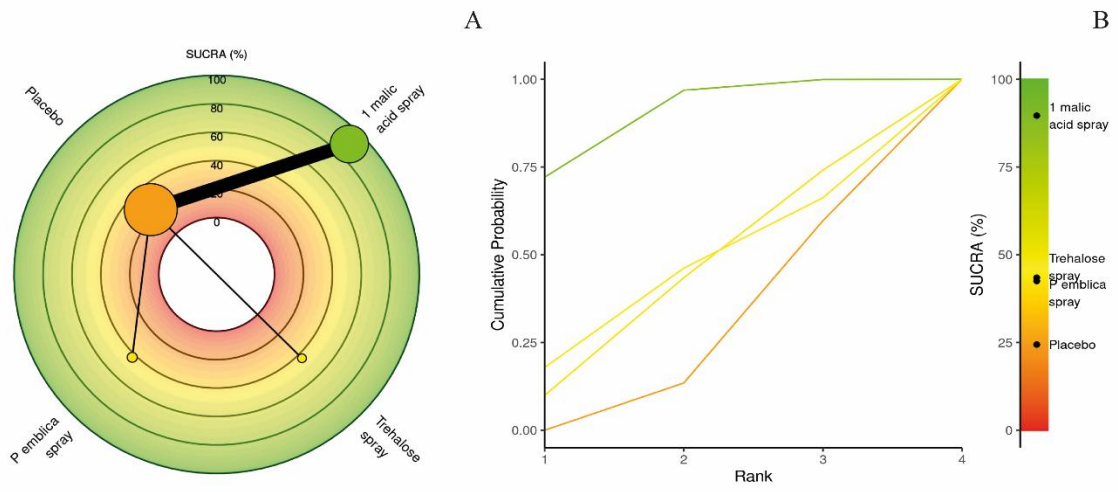 A
B
SUCRA (%)
100
80
60
40
20
0
Placebo
1 malic
acid spray
P emblica
spray
Trehalose
spray
Cumulative Probability
1.00
0.75
0.50
0.25
0.00
1
2
3
4
Rank
SUCRA (%)
100
75
50
25
0
1 malic
acid spray
Trehalose
spray
P emblica
spray
Placebo